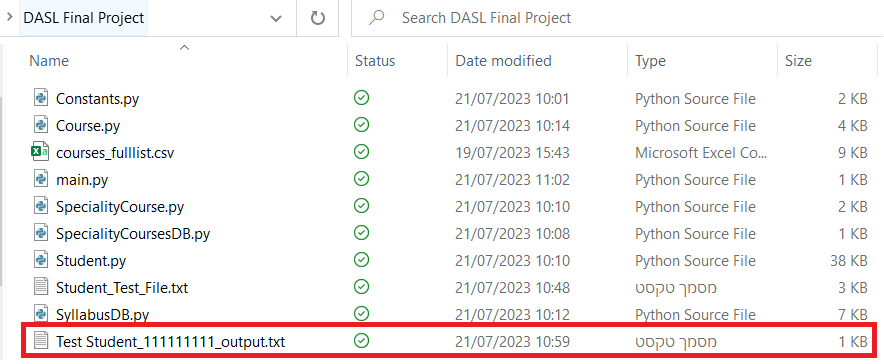 DASL Final Project Search DASL Final Project
Name Status Date modified Type Size
Constants.py 21/07/2023 10:01 Python Source File 2 KB
Course.py 21/07/2023 10:14 Python Source File 4 KB
courses_fulllist.csv 19/07/2023 15:43 Microsoft Excel Co... 9 KB
main.py 21/07/2023 11:02 Python Source File 1 KB
SpecialityCourse.py 21/07/2023 10:10 Python Source File 2 KB
SpecialityCoursesDB.py 21/07/2023 10:08 Python Source File 1 KB
Student.py 21/07/2023 10:10 Python Source File 38 KB
Student_Test_File.txt 21/07/2023 10:48 מסמך טקסט 3 KB
SyllabusDB.py 21/07/2023 10:12 Python Source File 7 KB
Test Student_111111111_output.txt 21/07/2023 10:59 מסמך טקסט 1 KB